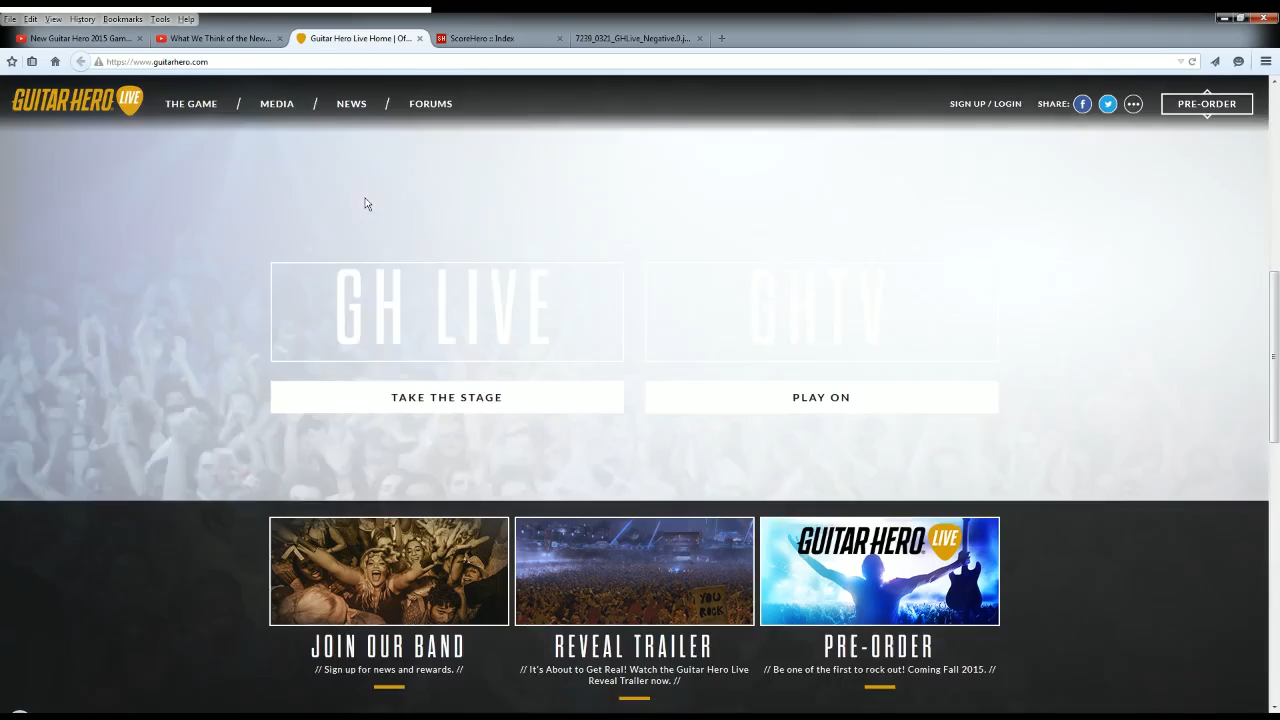 File Edit View History Bookmarks Tools Help
New Guitar Hero 2015 Gam... × What We Think of the New... × Guitar Hero Live Home | Of... × ScoreHero :: Index × 7239_0321_GHLive_Negative.0.j... × +
https://www.guitarhero.com
GUITAR HERO LIVE THE GAME / MEDIA / NEWS / FORUMS SIGN UP / LOGIN SHARE: PRE-ORDER
GH LIVE GHTV
TAKE THE STAGE PLAY ON
YOU ROCK
GUITAR HERO LIVE
JOIN OUR BAND REVEAL TRAILER PRE-ORDER
// Sign up for news and rewards. // // It's About to Get Real! Watch the Guitar Hero Live // Be one of the first to rock out! Coming Fall 2015. //
Reveal Trailer now. //